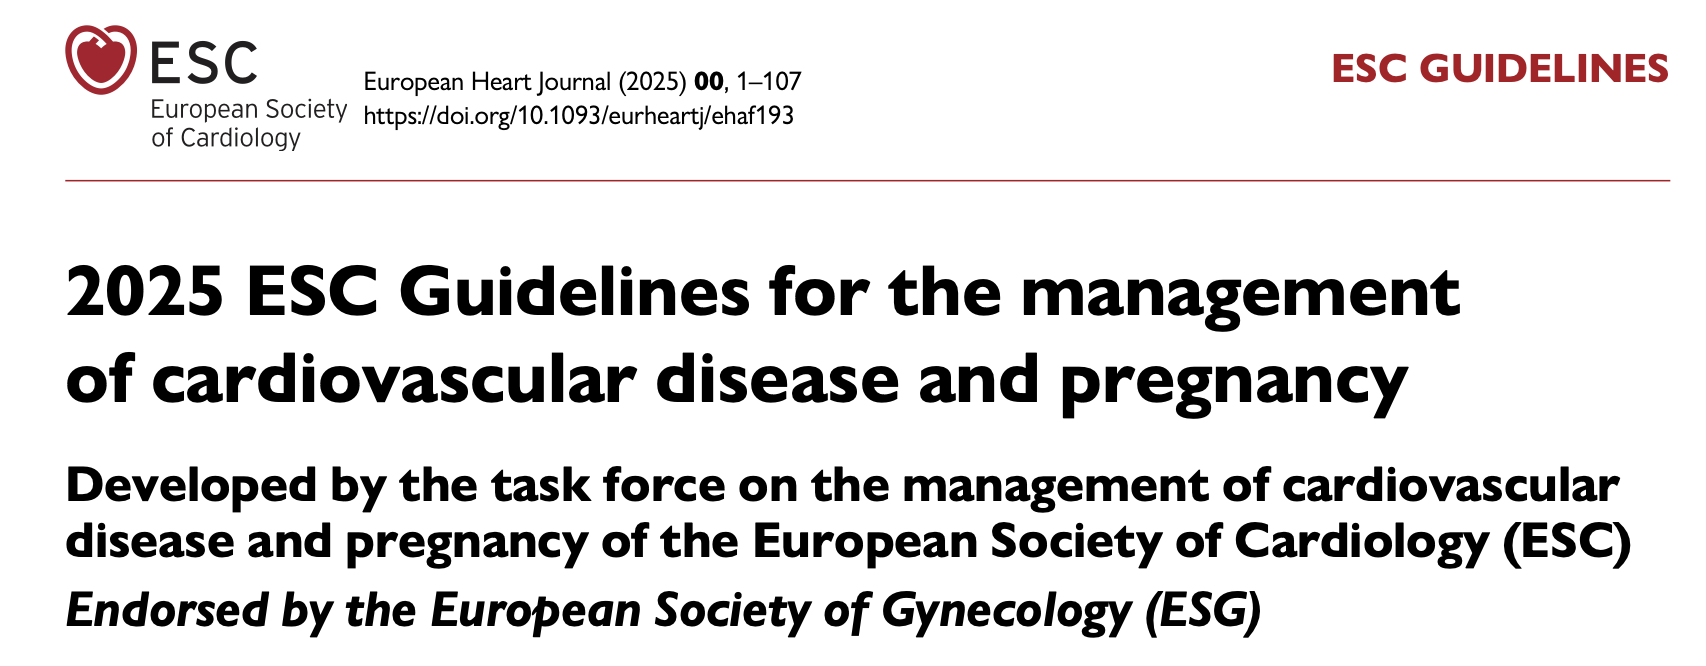 ESC
European Society
of Cardiology
European Heart Journal (2025) 00, 1–107
https://doi.org/10.1093/eurheartj/ehaf193
ESC GUIDELINES
2025 ESC Guidelines for the management
of cardiovascular disease and pregnancy
Developed by the task force on the management of cardiovascular
disease and pregnancy of the European Society of Cardiology (ESC)
Endorsed by the European Society of Gynecology (ESG)